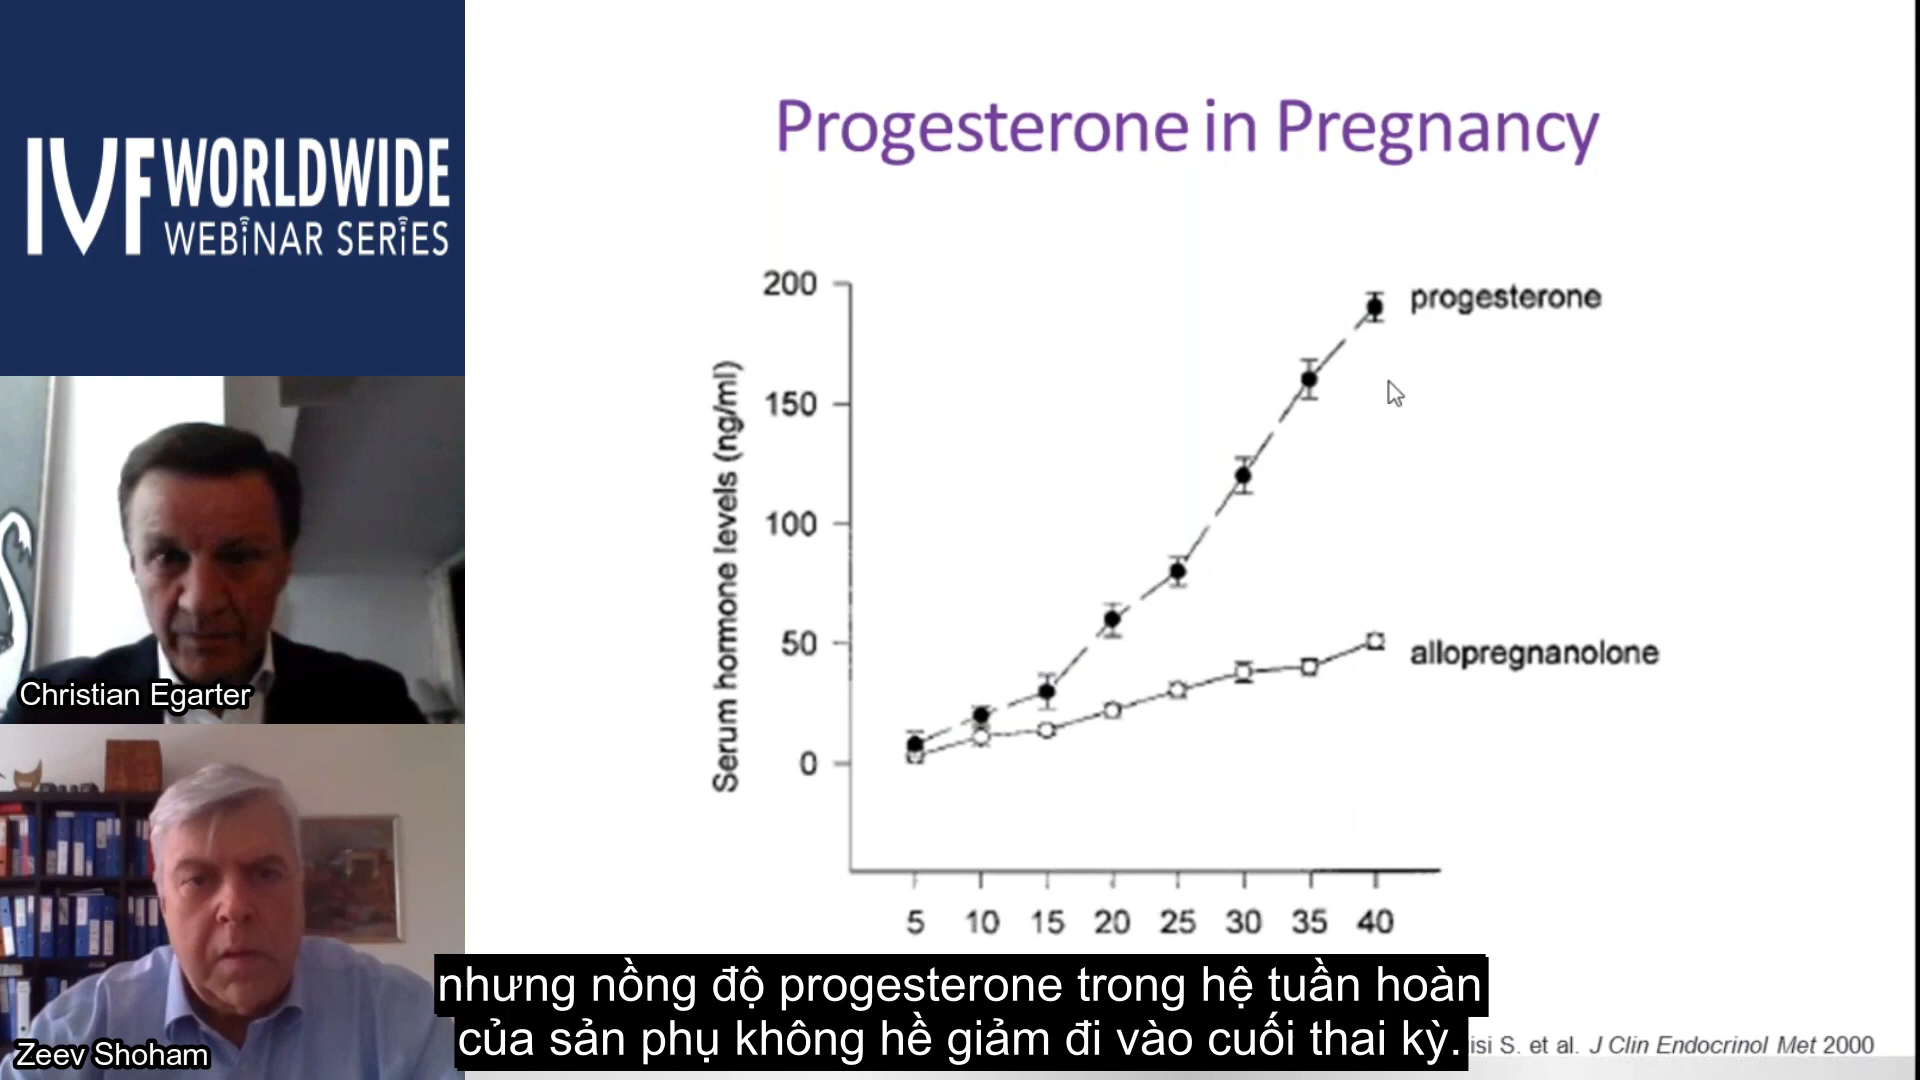 IVF WORLDWIDE
WEBINAR SERIES
Christian Egarter
Zeev Shoham
Progesterone in Pregnancy
Serum hormone levels (ng/ml)
200
150
100
50
0
progesterone
allopregnanolone
5 10 15 20 25 30 35 40
nhưng nồng độ progesterone trong hệ tuần hoàn
của sản phụ không hề giảm đi vào cuối thai kỳ.
S. et al. J Clin Endocrinol Met 2000